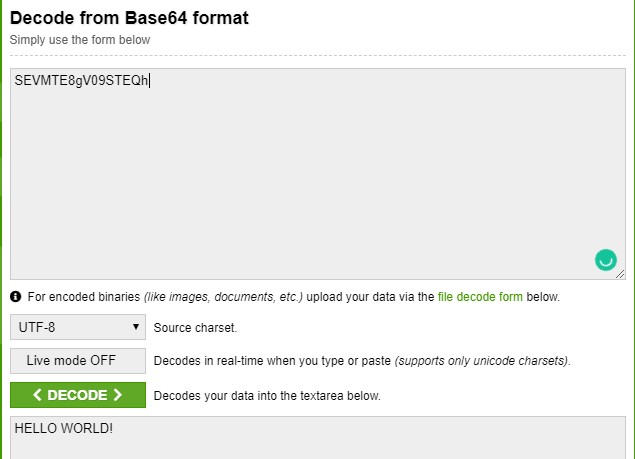 Decode from Base64 format
Simply use the form below
SEVMTE8gV09STEQh
For encoded binaries (like images, documents, etc.) upload your data via the file decode form below.
UTF-8 Source charset.
Live mode OFF Decodes in real-time when you type or paste (supports only unicode charsets).
< DECODE > Decodes your data into the textarea below.
HELLO WORLD!